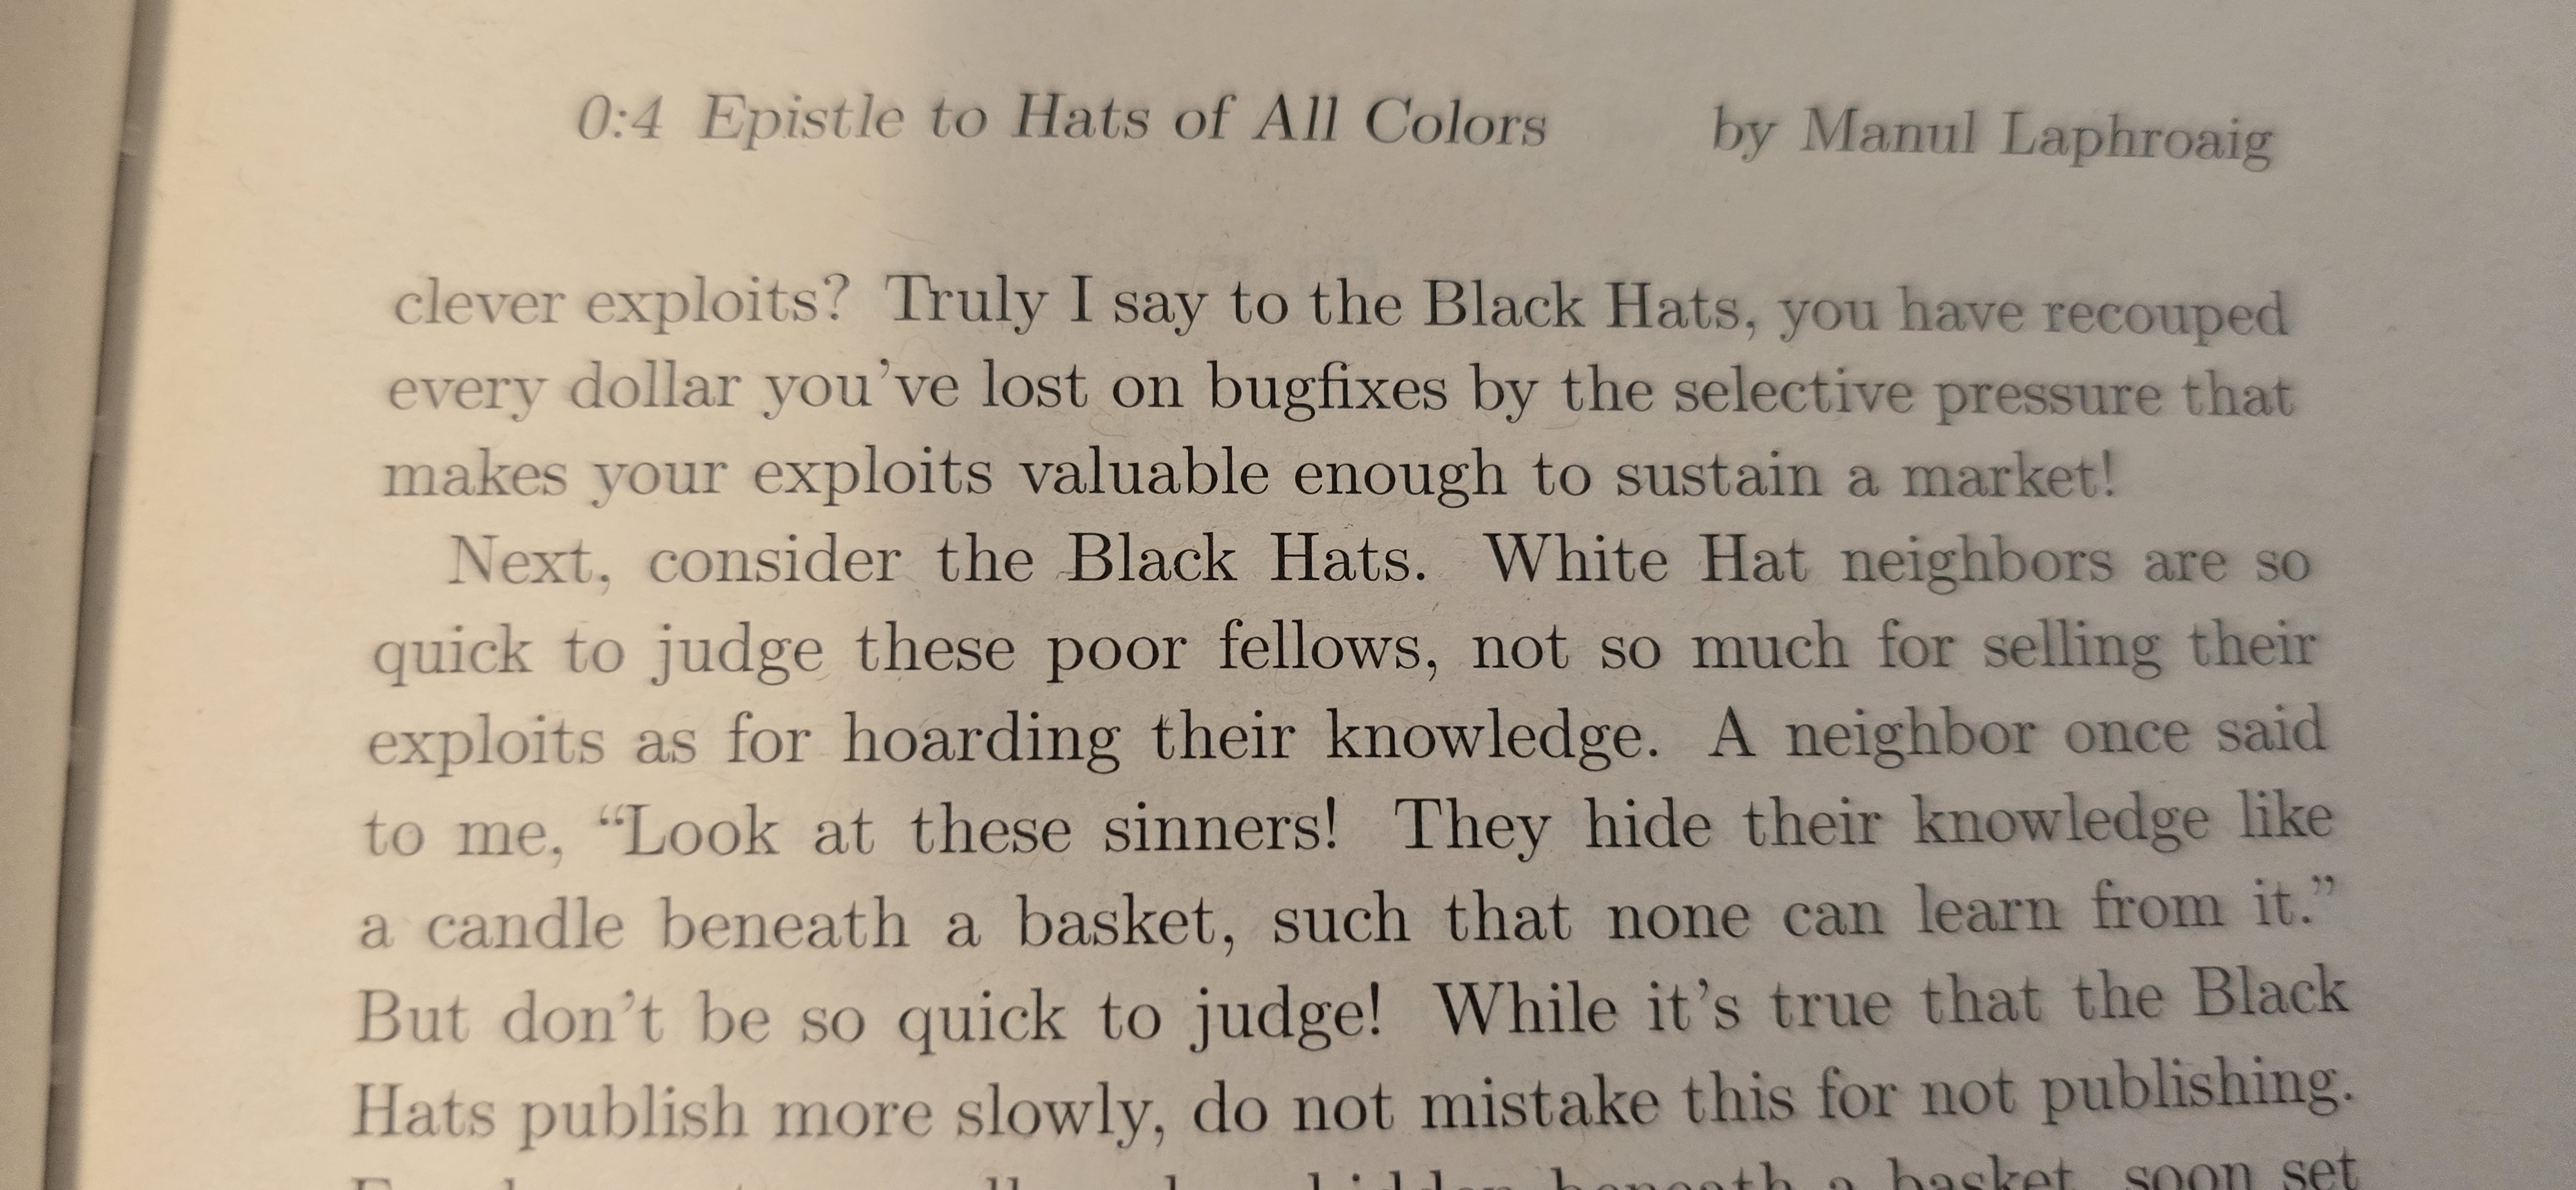 0:4 Epistle to Hats of All Colors by Manul Laphroaig
clever exploits? Truly I say to the Black Hats, you have recouped
every dollar you’ve lost on bugfixes by the selective pressure that
makes your exploits valuable enough to sustain a market!
Next, consider the Black Hats. White Hat neighbors are so
quick to judge these poor fellows, not so much for selling their
exploits as for hoarding their knowledge. A neighbor once said
to me, “Look at these sinners! They hide their knowledge like
a candle beneath a basket, such that none can learn from it.”
But don’t be so quick to judge! While it’s true that the Black
Hats publish more slowly, do not mistake this for not publishing.
hidden beneath a basket, soon set